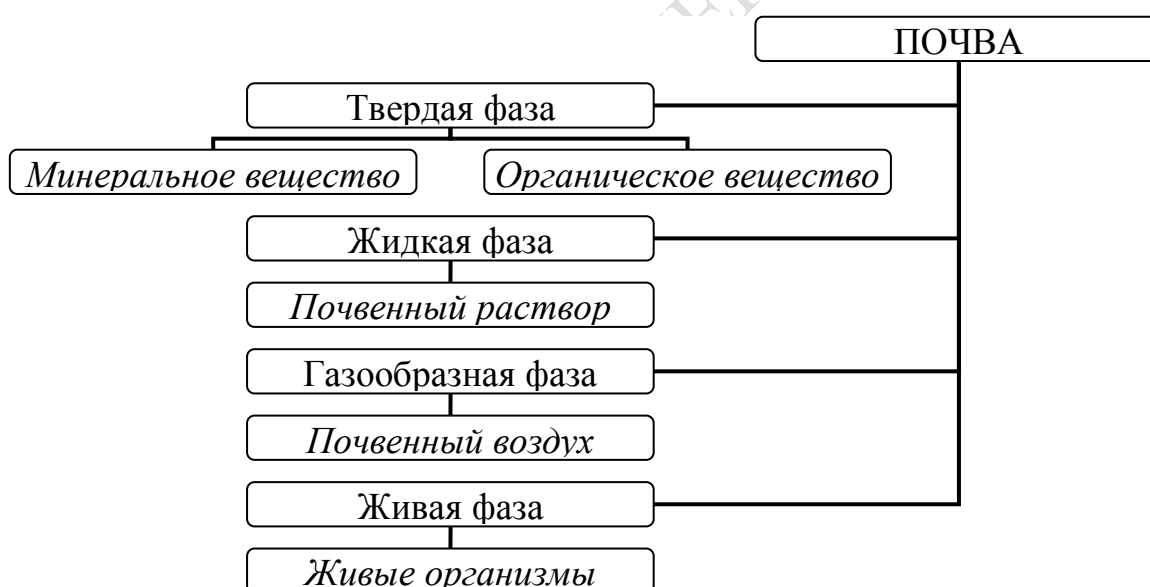 ПОЧВА
Твердая фаза
Минеральное вещество
Органическое вещество
Жидкая фаза
Почвенный раствор
Газообразная фаза
Почвенный воздух
Живая фаза
Живые организмы